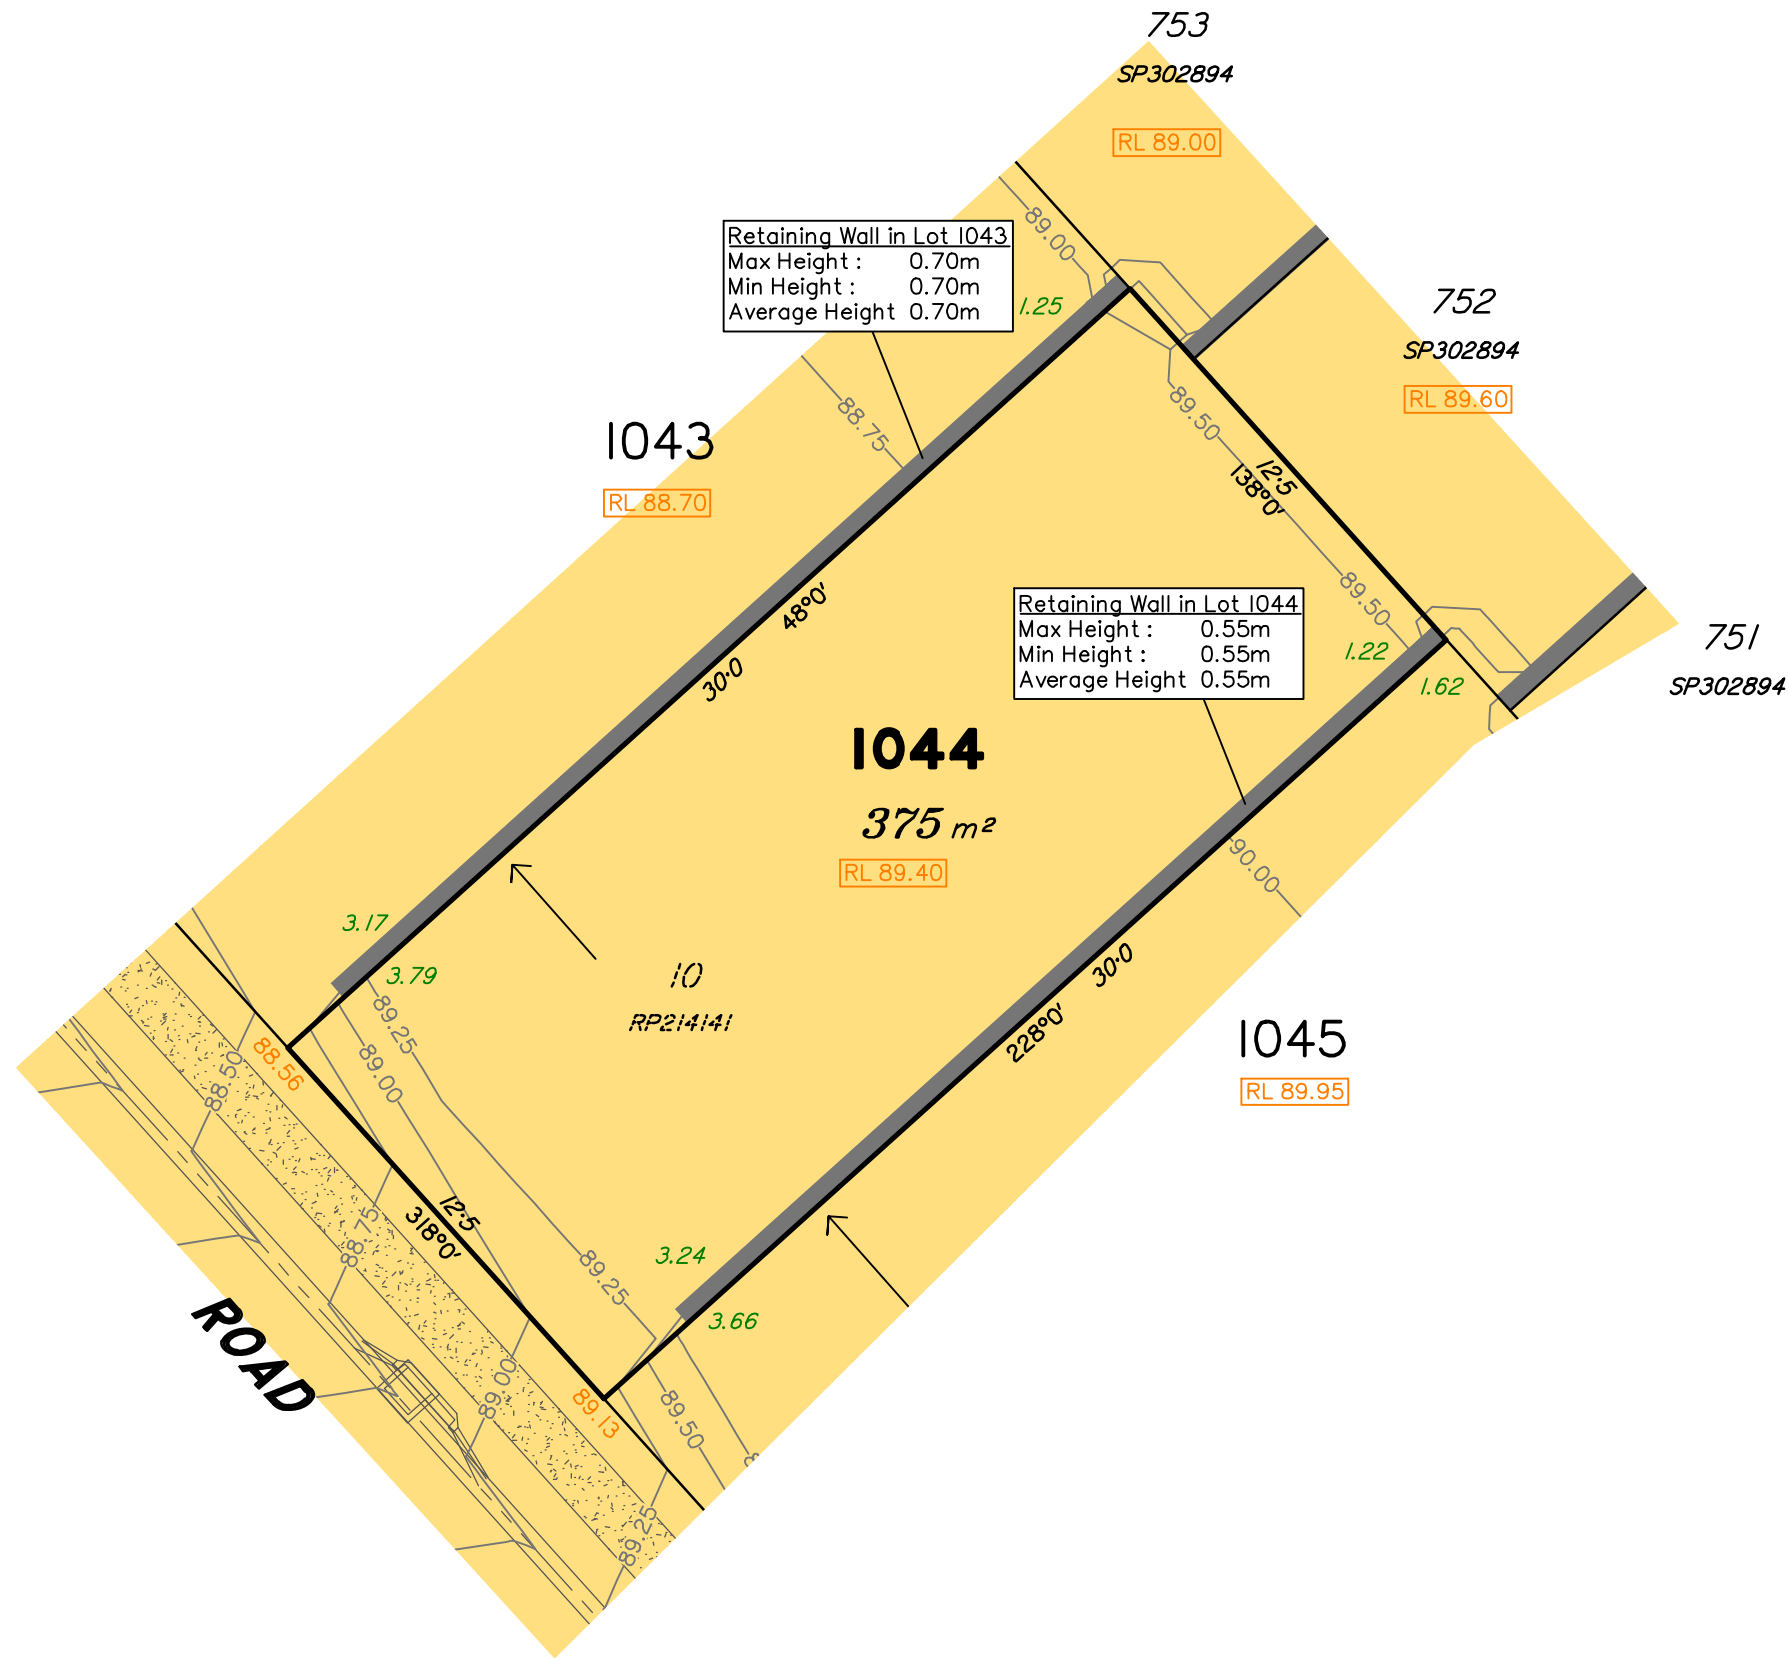 753
SP302894
RL 89.00
Retaining Wall in Lot 1043
Max Height : 0.70m
Min Height : 0.70m
Average Height 0.70m
89.00
1.25
752
SP302894
RL 89.60
88.75
89.50
1043
RL 88.70
12·5
138°0'
48°0'
30·0
Retaining Wall in Lot 1044
Max Height : 0.55m
Min Height : 0.55m
Average Height 0.55m
89.50
1.22
1.62
751
SP302894
1044
375 m²
RL 89.40
90.00
3.17
3.79
10
RP214141
30·0
228°0'
1045
RL 89.95
89.25
89.00
88.56
88.50
12·5
318°0'
88.75
3.24
89.25
3.66
ROAD
89.00
89.13
89.50
89.25